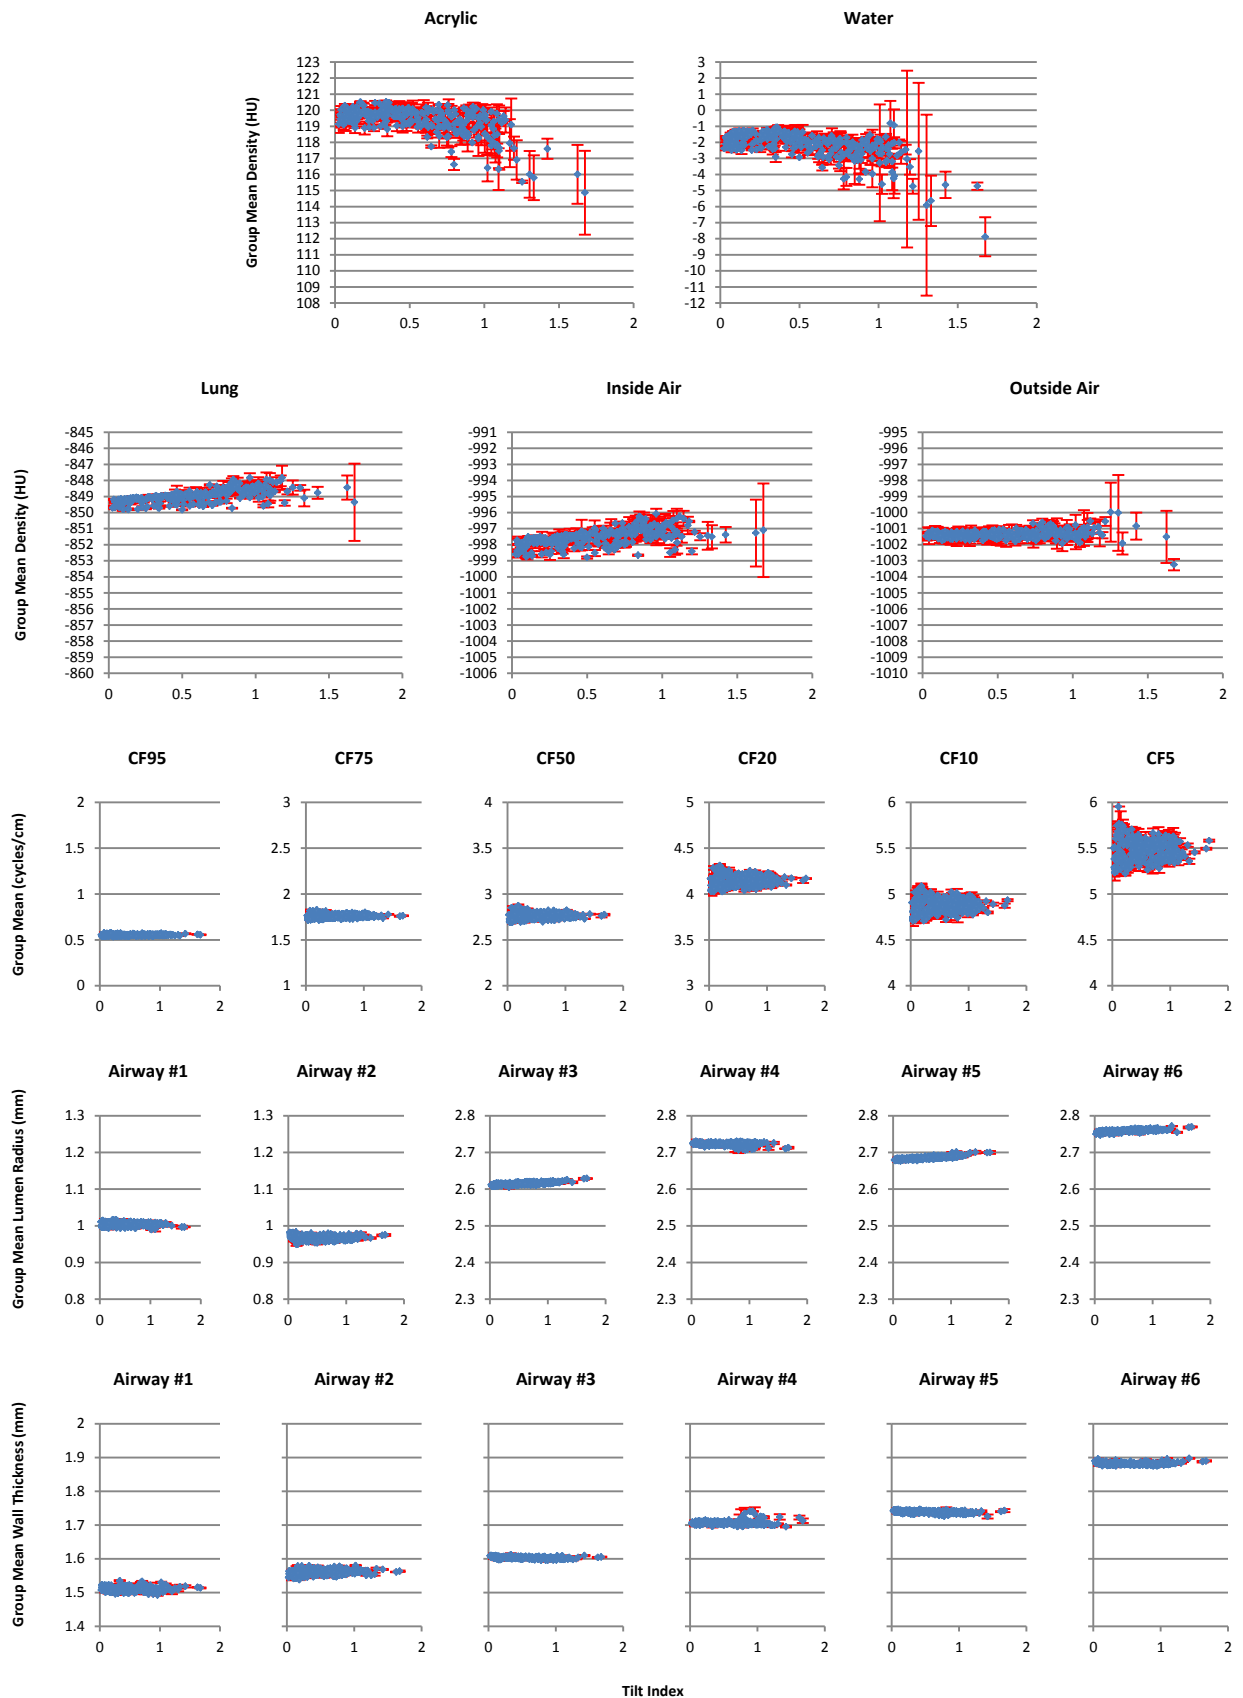 Acrylic Water
Group Mean Density (HU)
123 122 121 120 119 118 117 116 115 114 113 112 111 110 109 108
0 0.5 1 1.5 2
3 2 1 0 -1 -2 -3 -4 -5 -6 -7 -8 -9 -10 -11 -12
0 0.5 1 1.5 2
Lung Inside Air Outside Air
Group Mean Density (HU)
-845 -846 -847 -848 -849 -850 -851 -852 -853 -854 -855 -856 -857 -858 -859 -860
0 0.5 1 1.5 2
-991 -992 -993 -994 -995 -996 -997 -998 -999 -1000 -1001 -1002 -1003 -1004 -1005 -1006
0 0.5 1 1.5 2
-995 -996 -997 -998 -999 -1000 -1001 -1002 -1003 -1004 -1005 -1006 -1007 -1008 -1009 -1010
0 0.5 1 1.5 2
CF95 CF75 CF50 CF20 CF10 CF5
Group Mean (cycles/cm)
2 1.5 1 0.5 0
0 1 2
3 2.5 2 1.5 1
0 1 2
4 3.5 3 2.5 2
0 1 2
5 4.5 4 3.5 3
0 1 2
6 5.5 5 4.5 4
0 1 2
6 5.5 5 4.5 4
0 1 2
Airway #1 Airway #2 Airway #3 Airway #4 Airway #5 Airway #6
Group Mean Lumen Radius (mm)
1.3 1.2 1.1 1 0.9 0.8
0 1 2
1.3 1.2 1.1 1 0.9 0.8
0 1 2
2.8 2.7 2.6 2.5 2.4 2.3
0 1 2
2.8 2.7 2.6 2.5 2.4 2.3
0 1 2
2.8 2.7 2.6 2.5 2.4 2.3
0 1 2
2.8 2.7 2.6 2.5 2.4 2.3
0 1 2
Airway #1 Airway #2 Airway #3 Airway #4 Airway #5 Airway #6
Group Mean Wall Thickness (mm)
2 1.9 1.8 1.7 1.6 1.5 1.4
0 1 2
0 1 2
0 1 2
0 1 2
0 1 2
0 1 2
Tilt Index